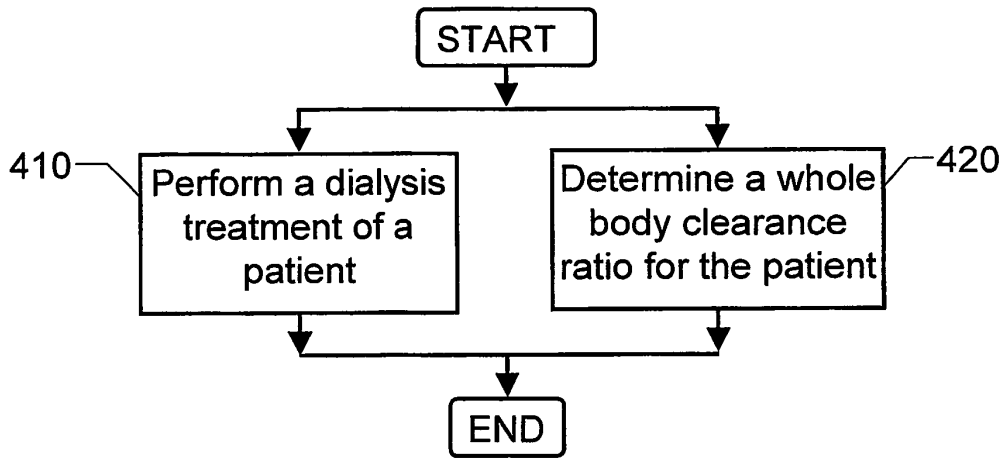 START
410
Perform a dialysis
treatment of a
patient
Determine a whole
body clearance
ratio for the patient
420
END